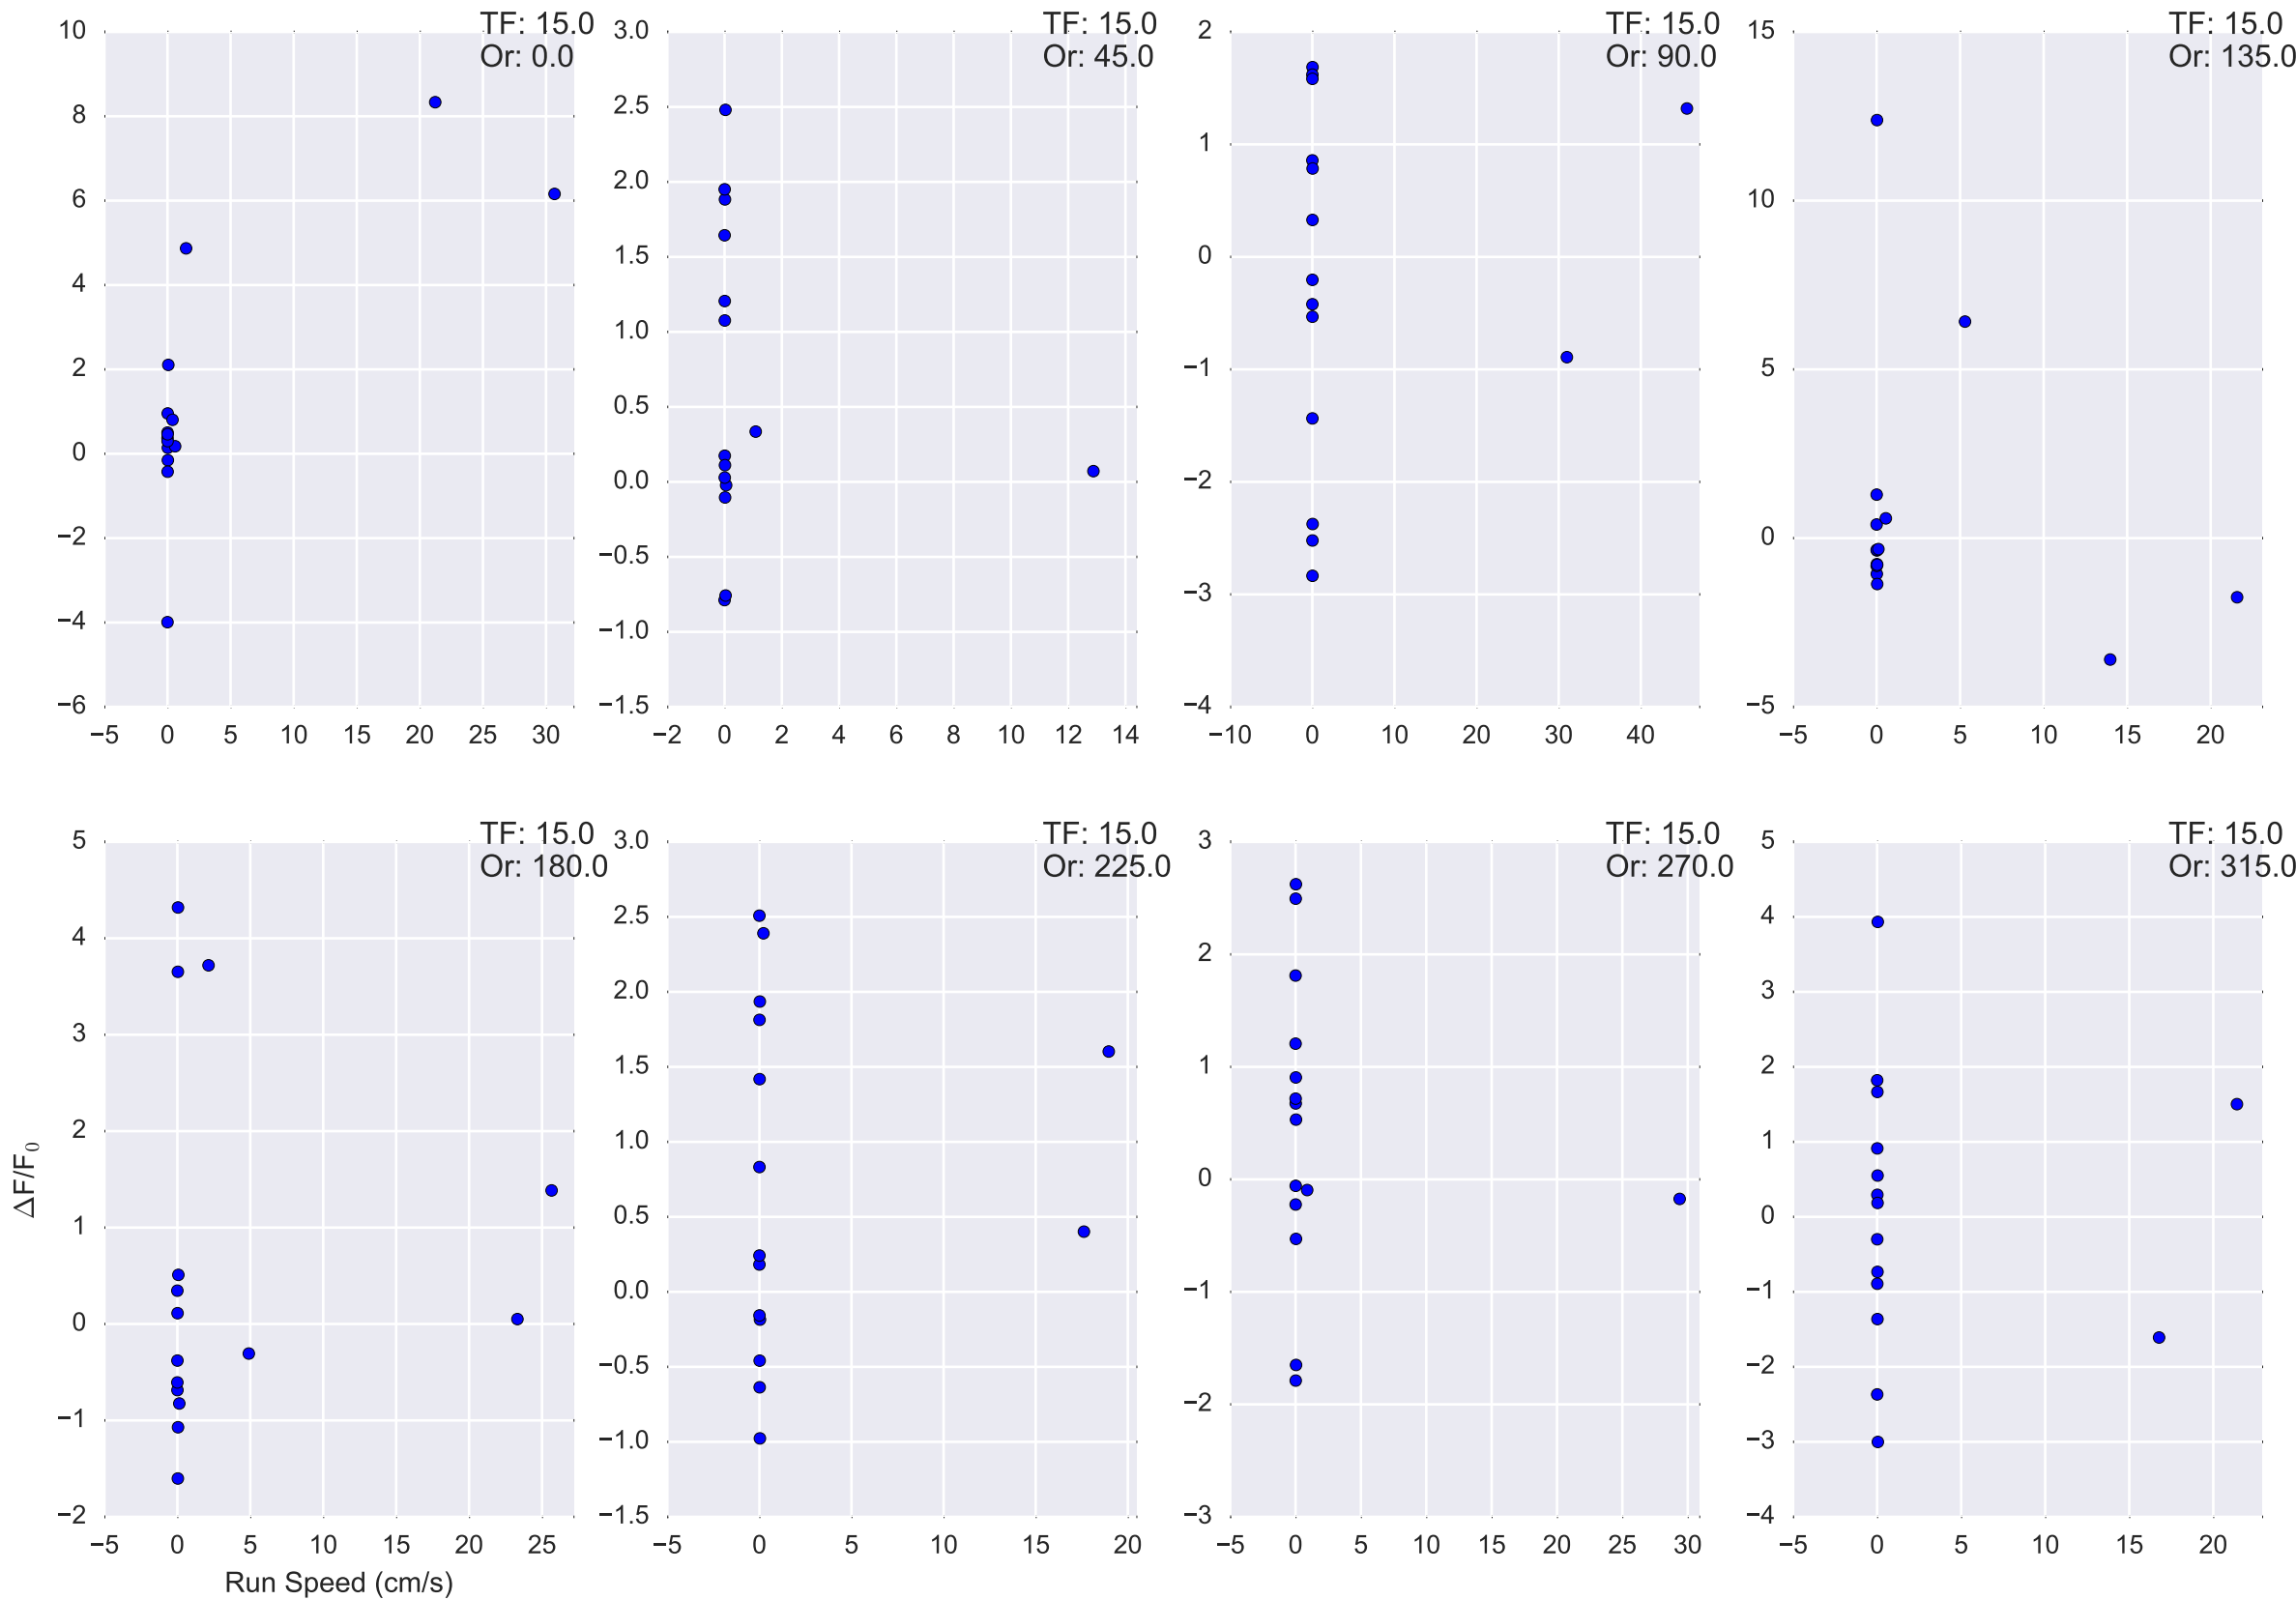 TF: 15.0
Or: 0.0
10
8
6
4
2
0
−2
−4
−6
−5 0 5 10 15 20 25 30
TF: 15.0
Or: 45.0
3.0
2.5
2.0
1.5
1.0
0.5
0.0
−0.5
−1.0
−1.5
−2 0 2 4 6 8 10 12 14
TF: 15.0
Or: 90.0
2
1
0
−1
−2
−3
−4
−10 0 10 20 30 40
TF: 15.0
Or: 135.0
15
10
5
0
−5
−5 0 5 10 15 20
TF: 15.0
Or: 180.0
5
4
3
2
1
0
−1
−2
ΔF/F₀
−5 0 5 10 15 20 25
Run Speed (cm/s)
TF: 15.0
Or: 225.0
3.0
2.5
2.0
1.5
1.0
0.5
0.0
−0.5
−1.0
−1.5
−5 0 5 10 15 20
TF: 15.0
Or: 270.0
3
2
1
0
−1
−2
−3
−5 0 5 10 15 20 25 30
TF: 15.0
Or: 315.0
5
4
3
2
1
0
−1
−2
−3
−4
−5 0 5 10 15 20